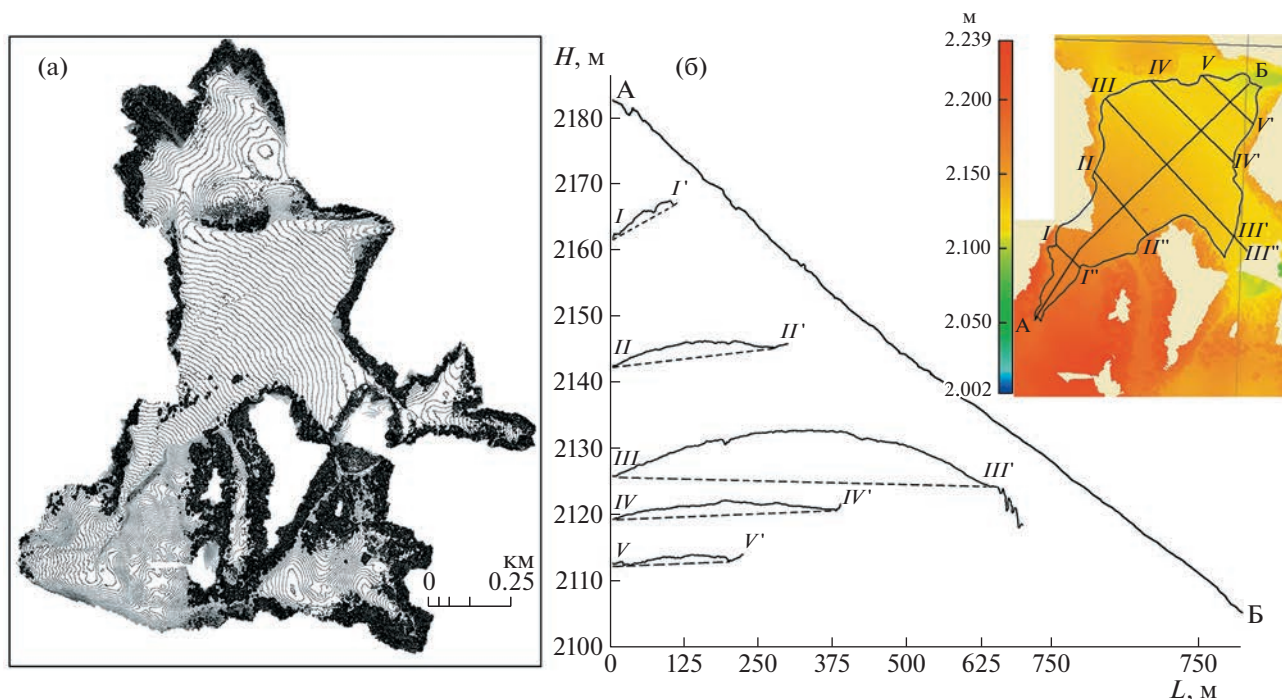 (а)
км
0 0.25
H, м
(б)
2180
2170
2160
2150
2140
2130
2120
2110
2100
А
I I'
II II'
III III'
IV IV'
V V'
Б
0 125 250 375 500 625 750 750
L, м
м
2.239
2.200
2.150
2.100
2.050
2.002
III IV V Б
V'
II IV'
I III'
II" III"
I"
А